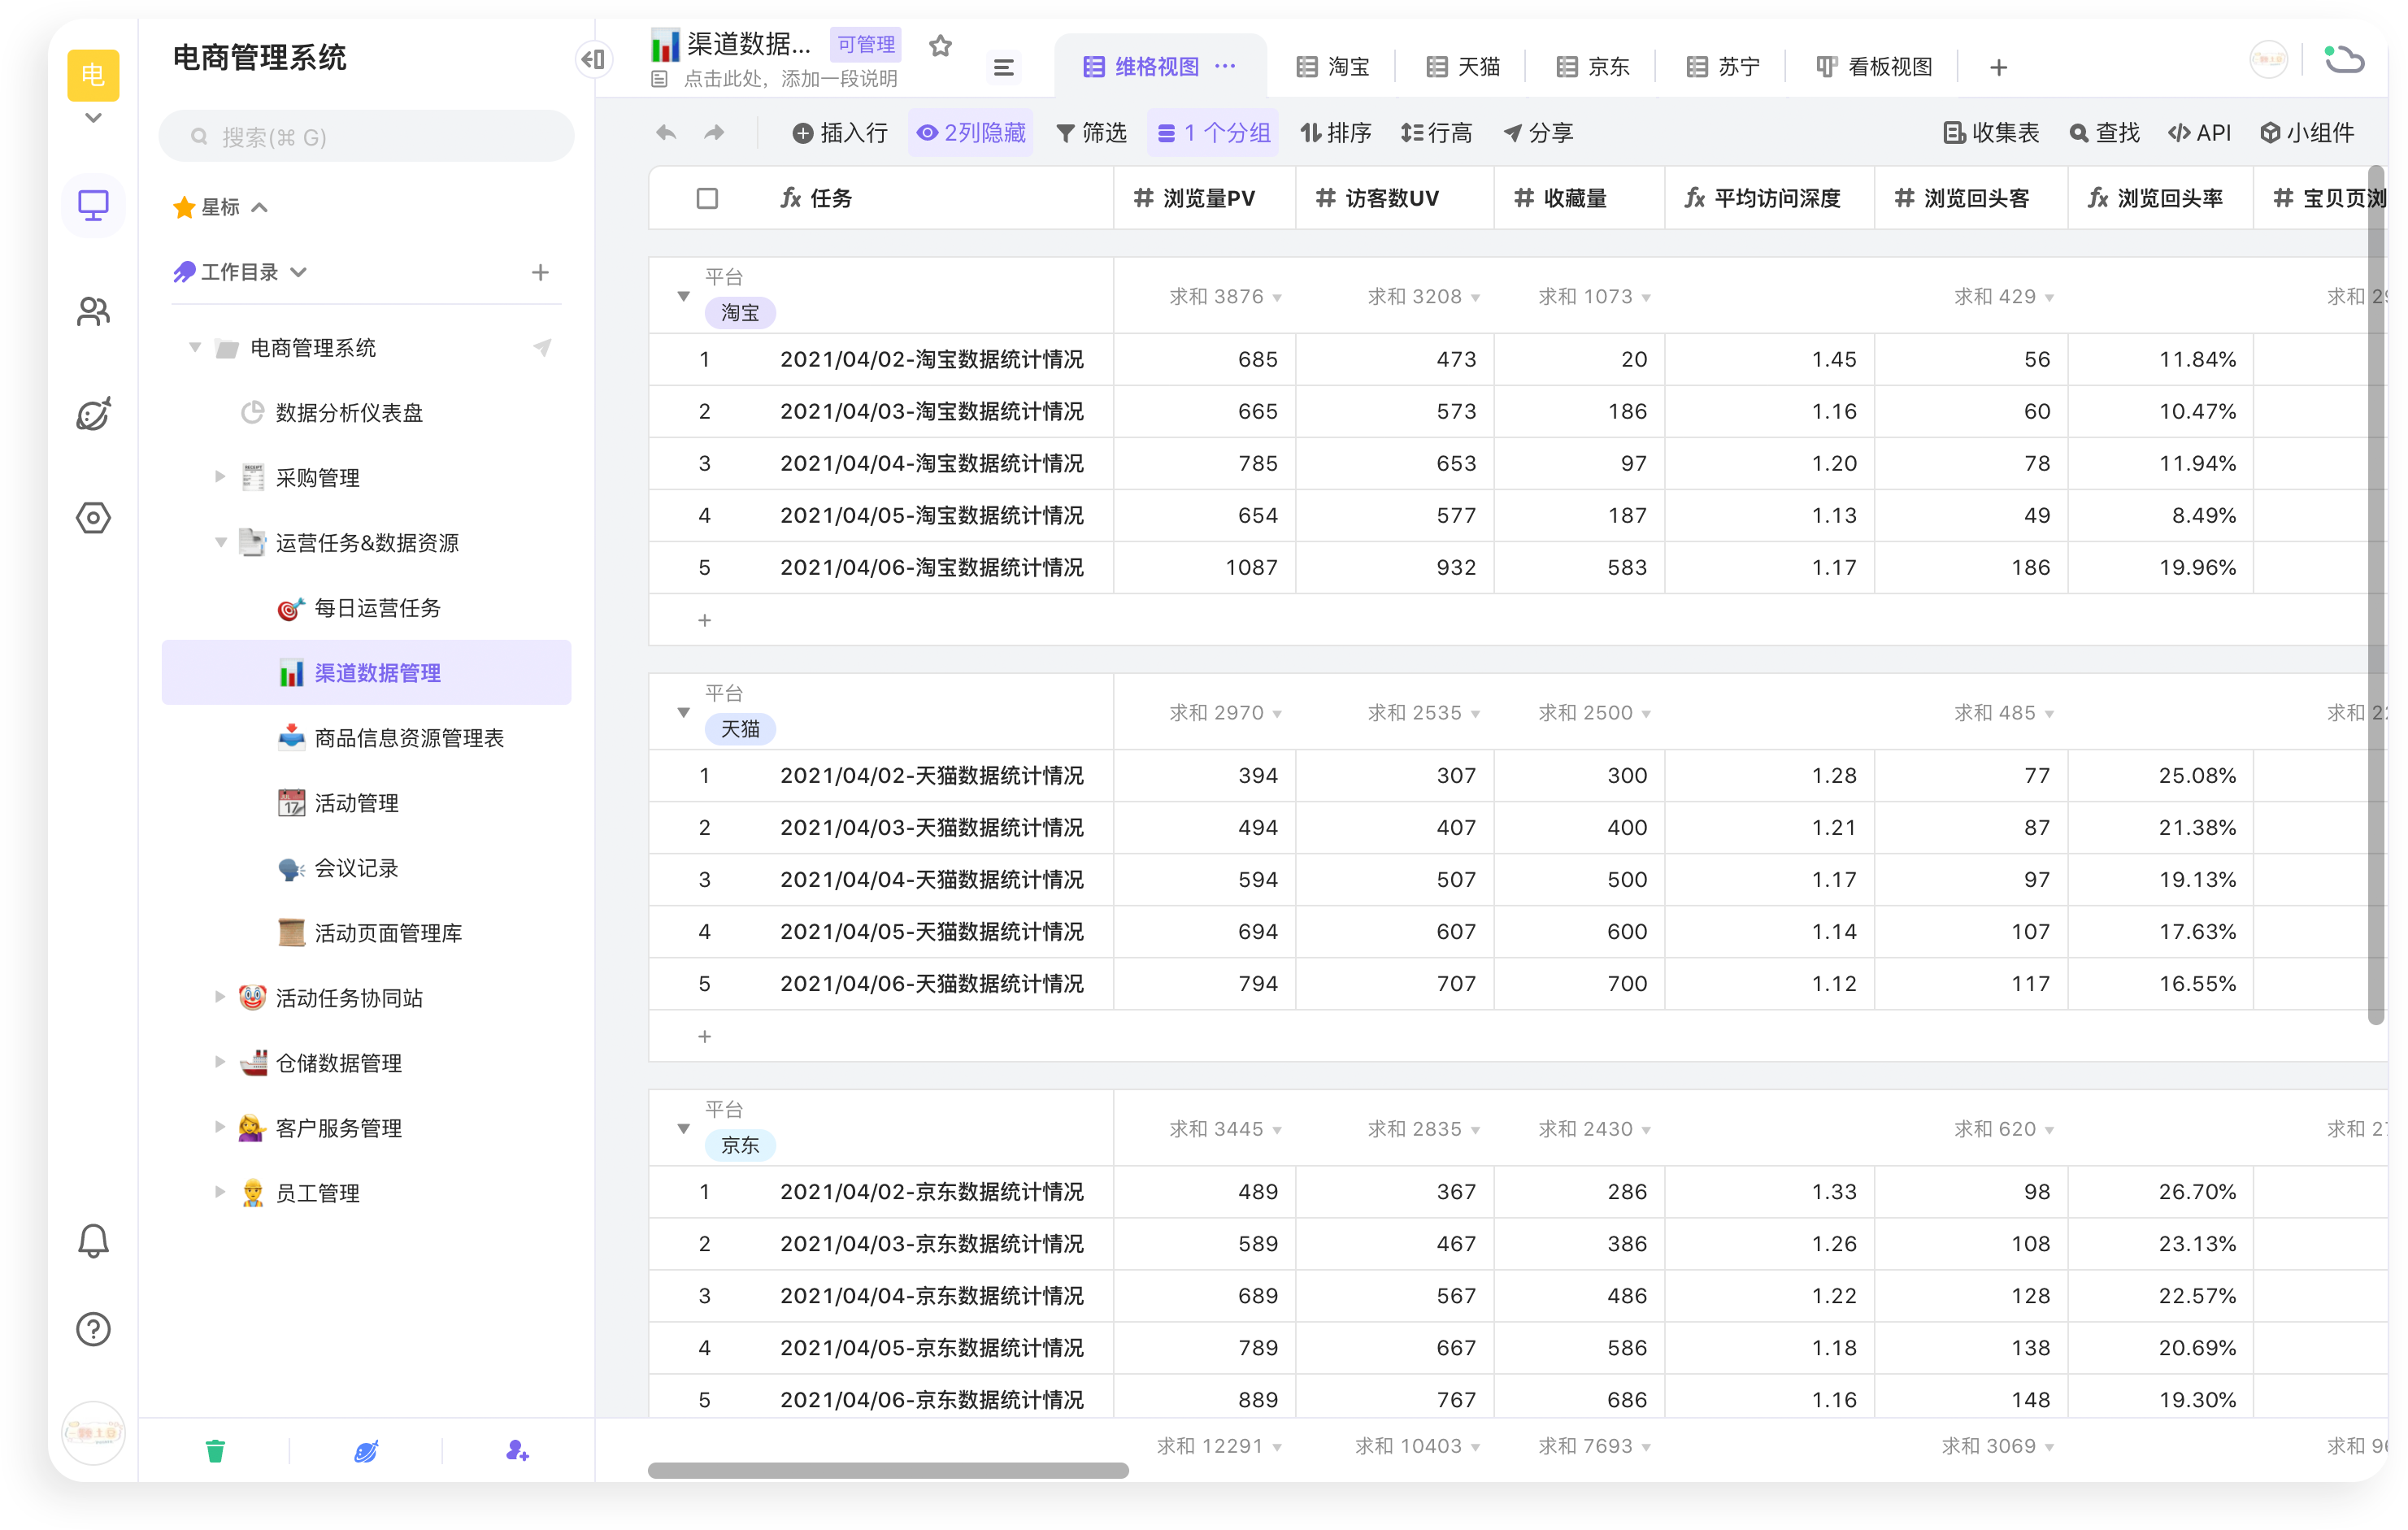 电
电商管理系统
搜索(⌘ G)
星标
工作目录
电商管理系统
数据分析仪表盘
采购管理
运营任务&数据资源
每日运营任务
渠道数据管理
商品信息资源管理表
活动管理
会议记录
活动页面管理库
活动任务协同站
仓储数据管理
客户服务管理
员工管理
渠道数据... 可管理
点击此处，添加一段说明
维格视图 ··· 淘宝 天猫 京东 苏宁 看板视图 +
插入行 2列隐藏 筛选 1 个分组 排序 行高 分享 收集表 查找 API 小组件
任务 浏览量PV 访客数UV 收藏量 平均访问深度 浏览回头客 浏览回头率 宝贝页浏
平台
淘宝 求和 3876 求和 3208 求和 1073 求和 429 求和 29
1 2021/04/02-淘宝数据统计情况 685 473 20 1.45 56 11.84%
2 2021/04/03-淘宝数据统计情况 665 573 186 1.16 60 10.47%
3 2021/04/04-淘宝数据统计情况 785 653 97 1.20 78 11.94%
4 2021/04/05-淘宝数据统计情况 654 577 187 1.13 49 8.49%
5 2021/04/06-淘宝数据统计情况 1087 932 583 1.17 186 19.96%
+
平台
天猫 求和 2970 求和 2535 求和 2500 求和 485 求和 22
1 2021/04/02-天猫数据统计情况 394 307 300 1.28 77 25.08%
2 2021/04/03-天猫数据统计情况 494 407 400 1.21 87 21.38%
3 2021/04/04-天猫数据统计情况 594 507 500 1.17 97 19.13%
4 2021/04/05-天猫数据统计情况 694 607 600 1.14 107 17.63%
5 2021/04/06-天猫数据统计情况 794 707 700 1.12 117 16.55%
+
平台
京东 求和 3445 求和 2835 求和 2430 求和 620 求和 27
1 2021/04/02-京东数据统计情况 489 367 286 1.33 98 26.70%
2 2021/04/03-京东数据统计情况 589 467 386 1.26 108 23.13%
3 2021/04/04-京东数据统计情况 689 567 486 1.22 128 22.57%
4 2021/04/05-京东数据统计情况 789 667 586 1.18 138 20.69%
5 2021/04/06-京东数据统计情况 889 767 686 1.16 148 19.30%
求和 12291 求和 10403 求和 7693 求和 3069 求和 96